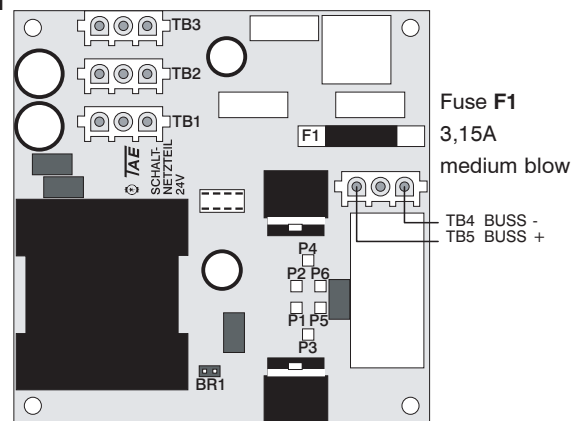 TB3
TB2
TB1
Fuse F1
F1
3,15A
medium blow
TAE
SCHALT-
NETZTEIL
24V
TB4 BUSS -
TB5 BUSS +
P4
P2 P6
P1 P5
P3
BR1